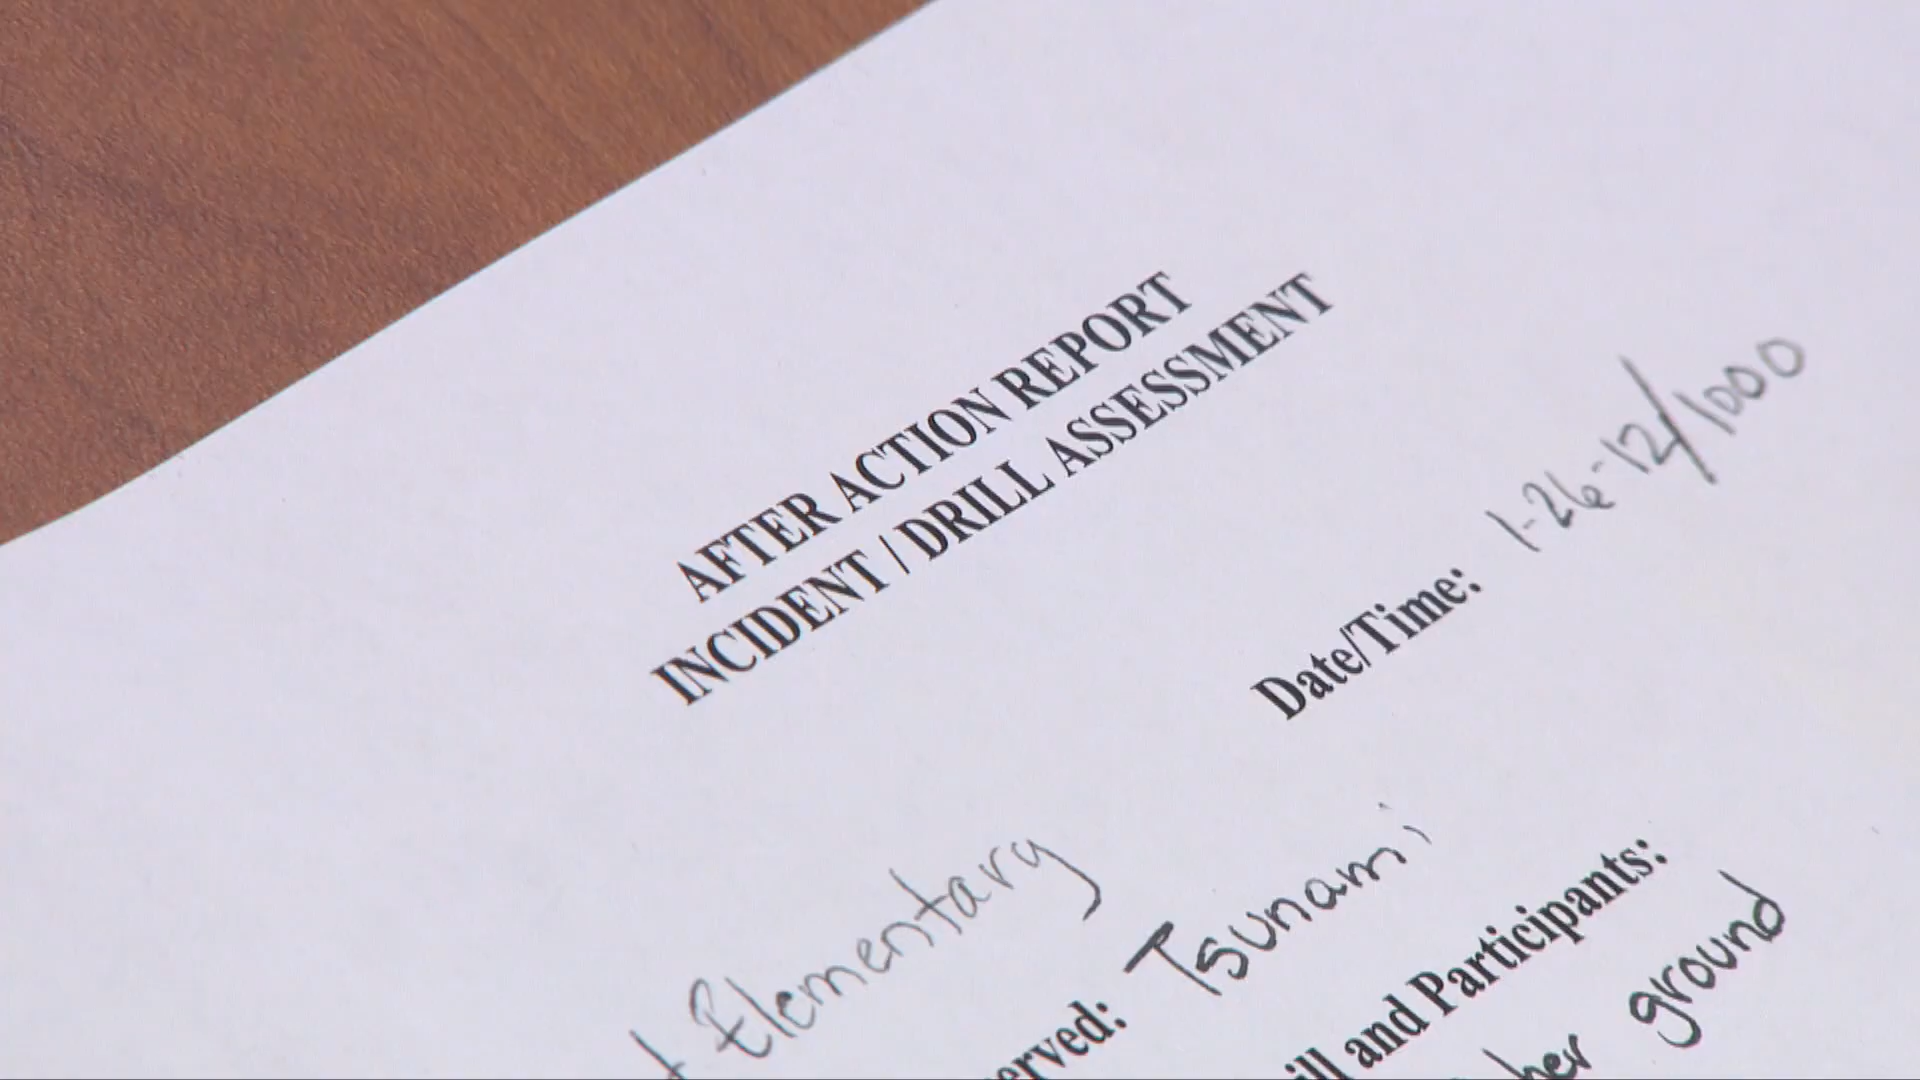 AFTER ACTION REPORT
INCIDENT / DRILL ASSESSMENT
Date/Time: 1-26-12/1000
Elementary
Tsunami
and Participants:
ground